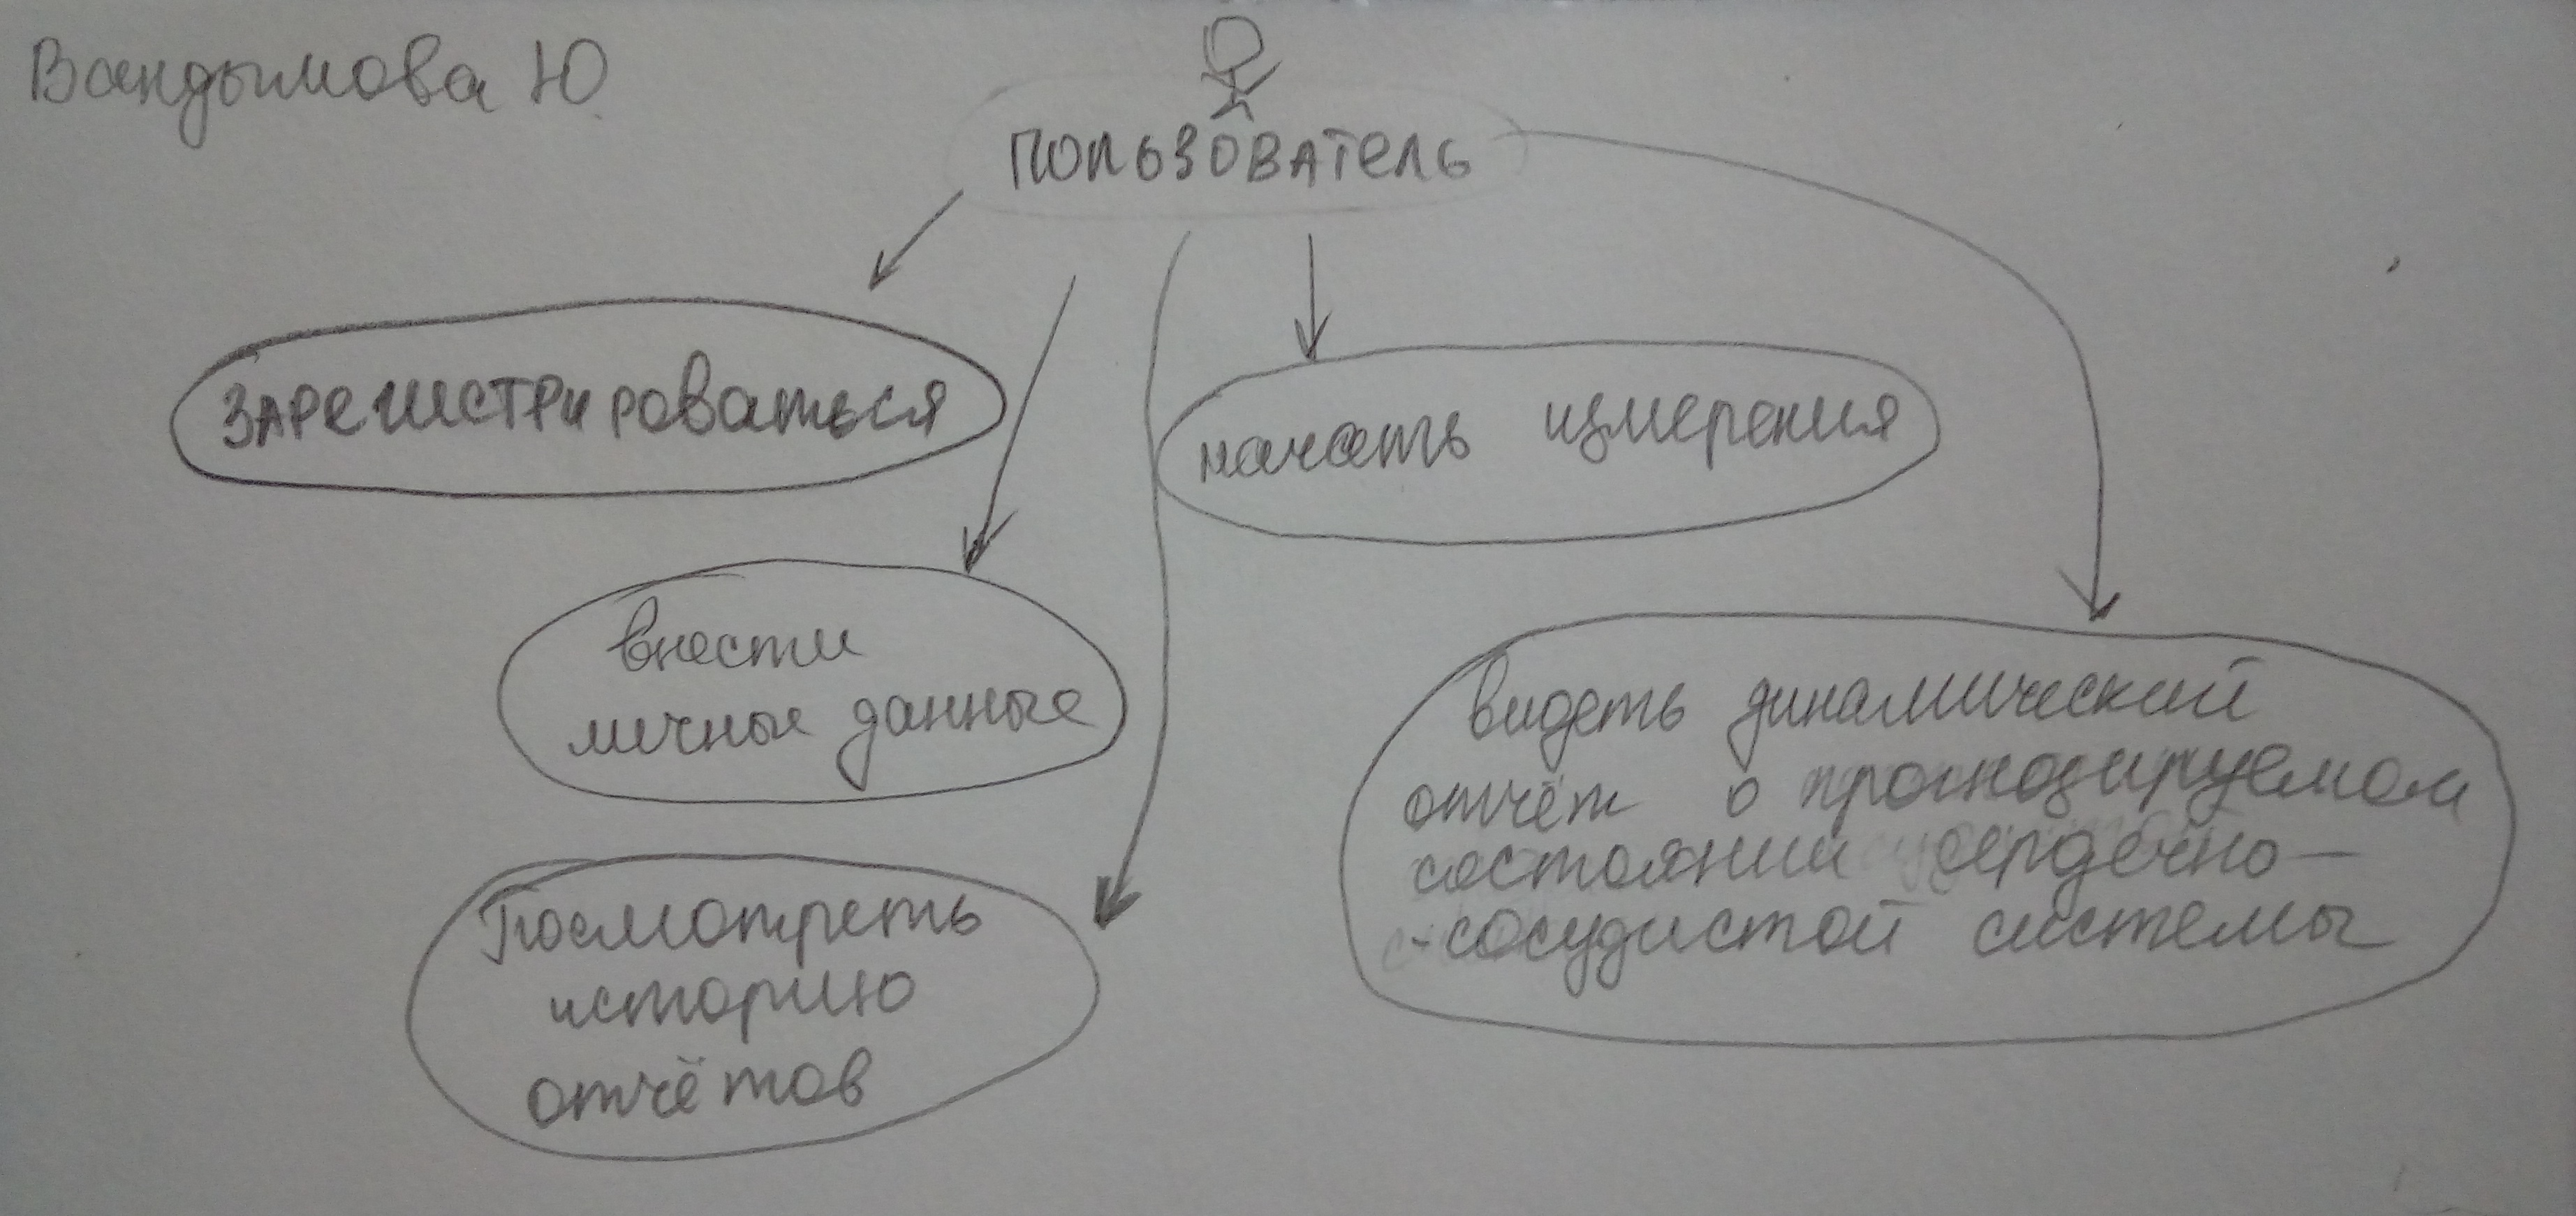 Вандымова Ю
пользователь
зарегистрироваться
начать измерения
внести
личные данные
видеть динамический
отчёт о прогнозируемом
состоянии сердечно-
-сосудистой системы
Посмотреть
историю
отчётов